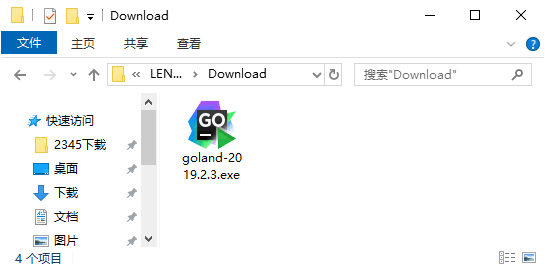 Download
文件
主页
共享
查看
« LEN... > Download
搜索"Download"
快速访问
2345下载
桌面
下载
文档
图片
GO
goland-20
19.2.3.exe
4 个项目